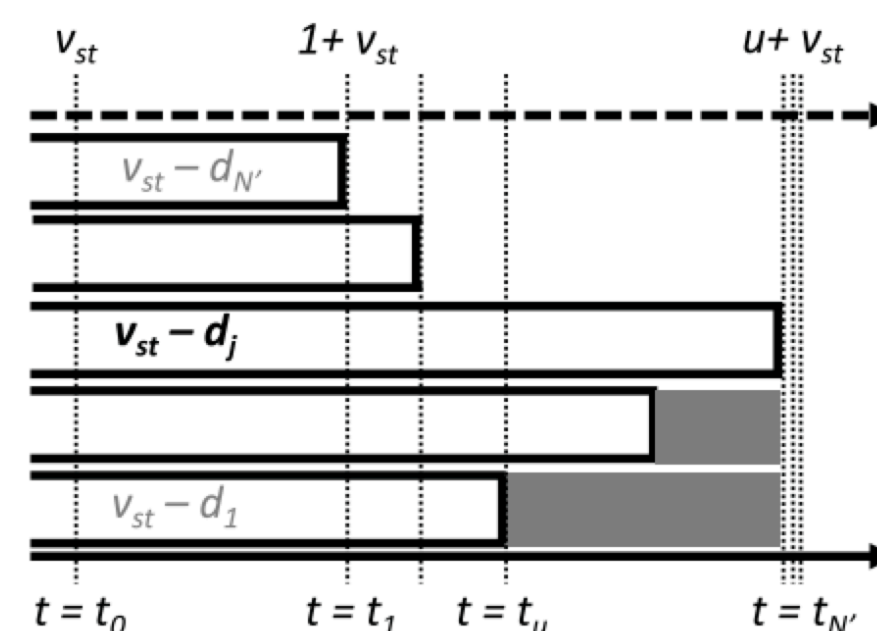 v_st 1+ v_st u+ v_st
v_st – d_N'
v_st – d_j
v_st – d_1
t = t_0 t = t_1 t = t_u t = t_N'